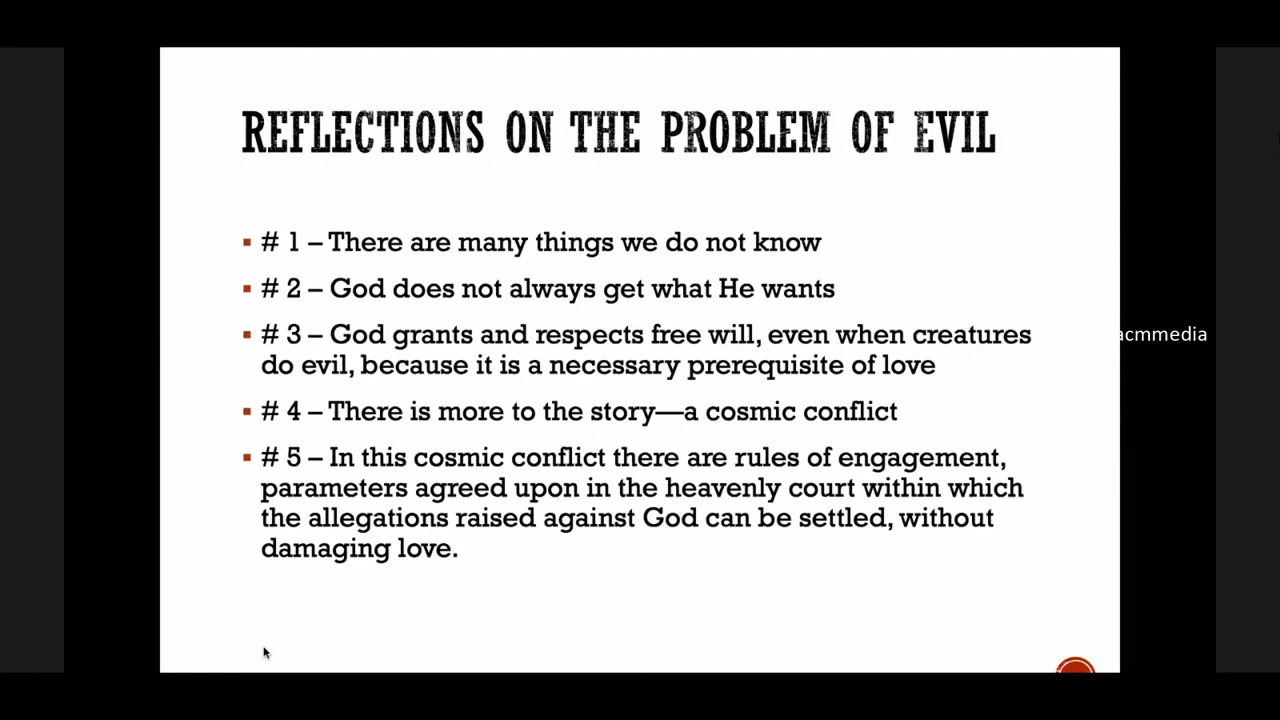 REFLECTIONS ON THE PROBLEM OF EVIL
▪ # 1 – There are many things we do not know
▪ # 2 – God does not always get what He wants
▪ # 3 – God grants and respects free will, even when creatures
do evil, because it is a necessary prerequisite of love
▪ # 4 – There is more to the story—a cosmic conflict
▪ # 5 – In this cosmic conflict there are rules of engagement,
parameters agreed upon in the heavenly court within which
the allegations raised against God can be settled, without
damaging love.
acmmedia